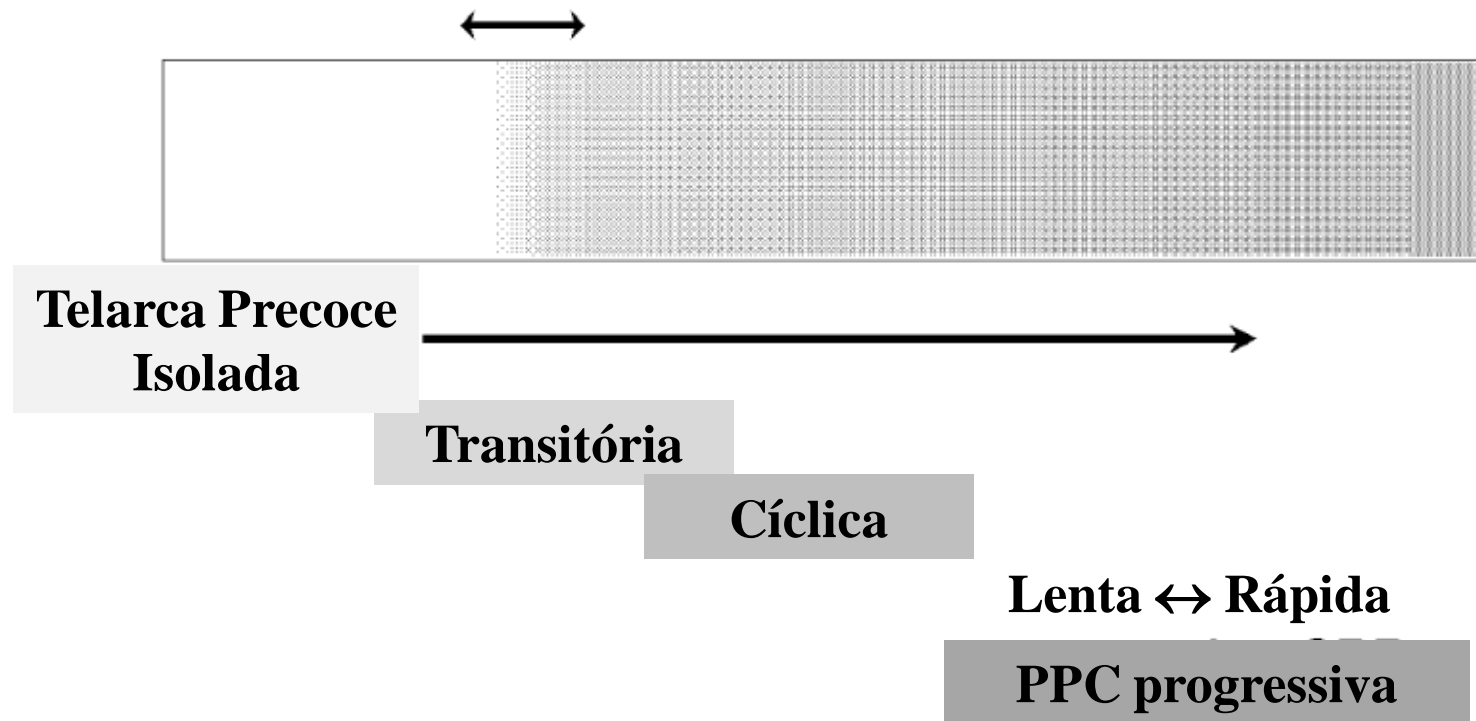 Telarca Precoce
Isolada
Transitória
Cíclica
Lenta ↔ Rápida
PPC progressiva